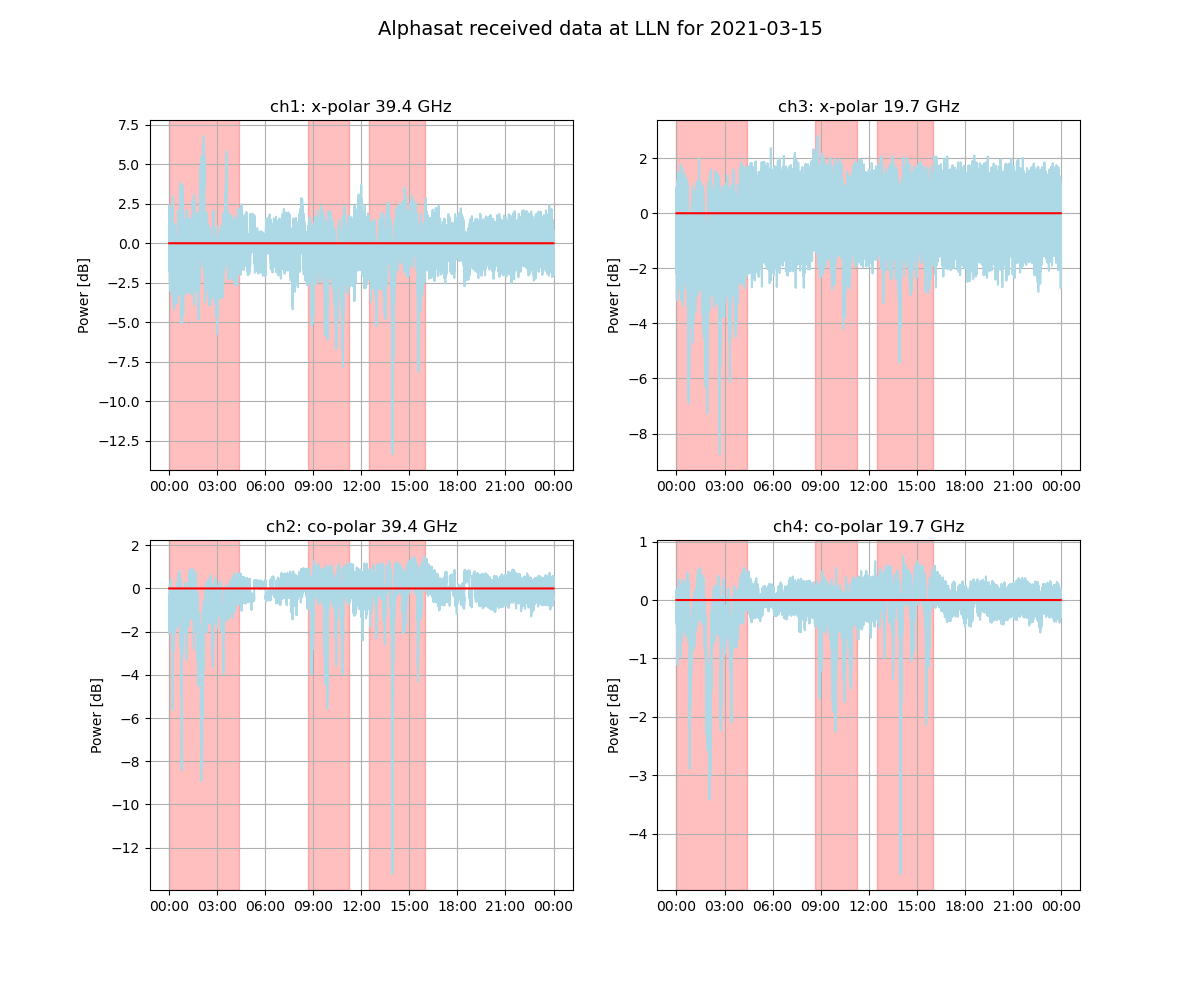 Alphasat received data at LLN for 2021-03-15
ch1: x-polar 39.4 GHz
Power [dB]
7.5
5.0
2.5
0.0
−2.5
−5.0
−7.5
−10.0
−12.5
00:00 03:00 06:00 09:00 12:00 15:00 18:00 21:00 00:00
ch3: x-polar 19.7 GHz
Power [dB]
2
0
−2
−4
−6
−8
00:00 03:00 06:00 09:00 12:00 15:00 18:00 21:00 00:00
ch2: co-polar 39.4 GHz
Power [dB]
2
0
−2
−4
−6
−8
−10
−12
00:00 03:00 06:00 09:00 12:00 15:00 18:00 21:00 00:00
ch4: co-polar 19.7 GHz
Power [dB]
1
0
−1
−2
−3
−4
00:00 03:00 06:00 09:00 12:00 15:00 18:00 21:00 00:00